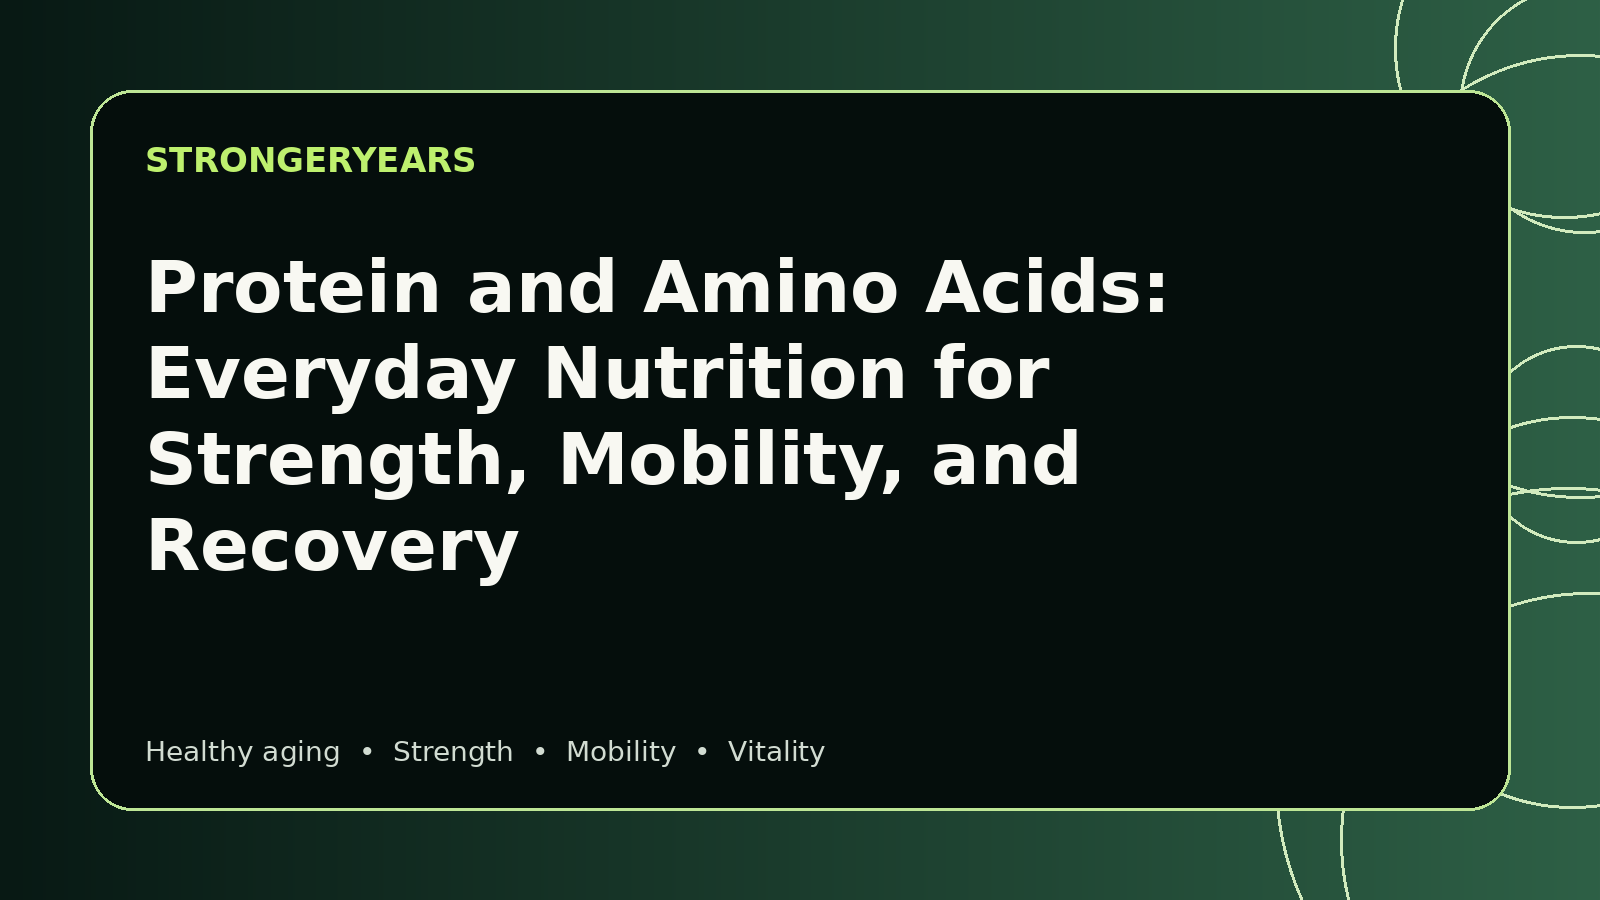 STRONGERYEARS
Protein and Amino Acids:
Everyday Nutrition for
Strength, Mobility, and
Recovery
Healthy aging • Strength • Mobility • Vitality